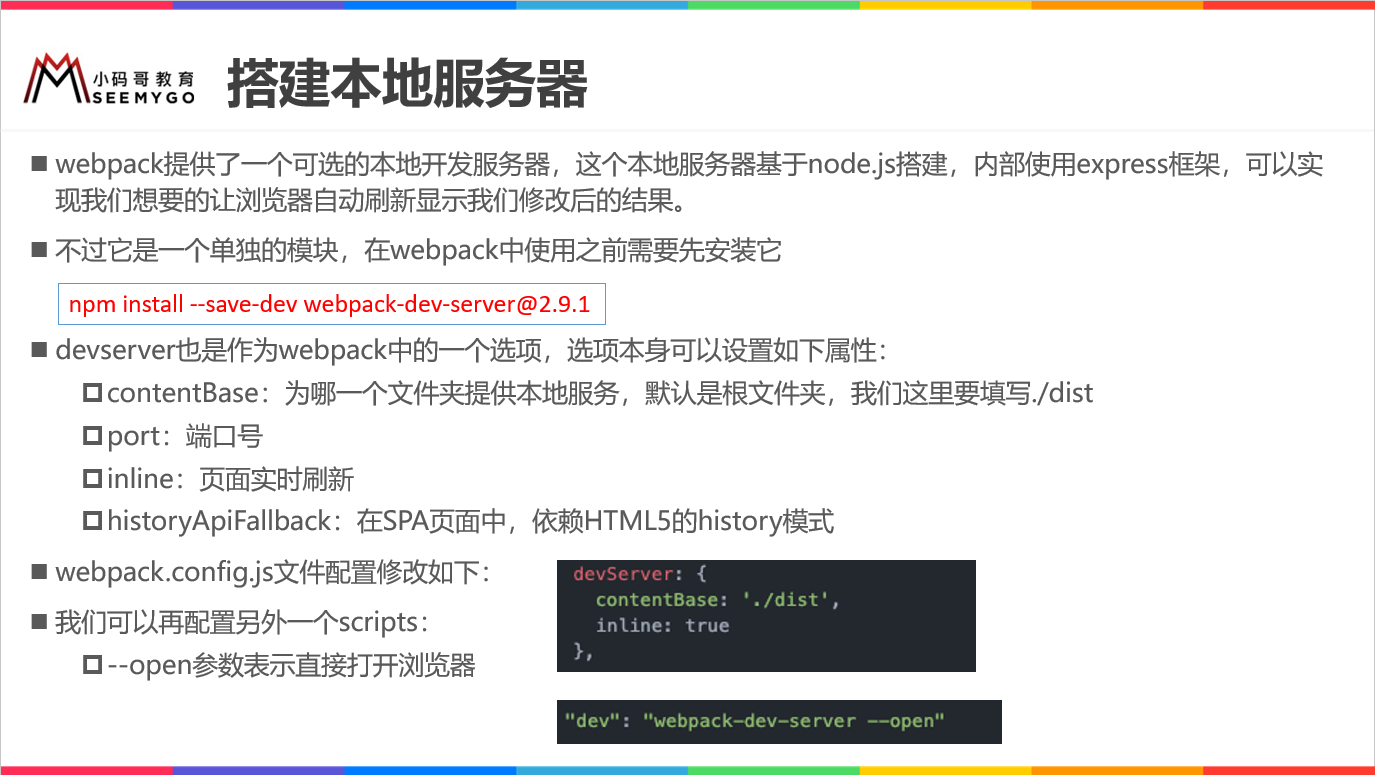 小码哥教育
SEEMYGO
搭建本地服务器
webpack提供了一个可选的本地开发服务器，这个本地服务器基于node.js搭建，内部使用express框架，可以实
现我们想要的让浏览器自动刷新显示我们修改后的结果。
不过它是一个单独的模块，在webpack中使用之前需要先安装它
npm install --save-dev webpack-dev-server@2.9.1
devserver也是作为webpack中的一个选项，选项本身可以设置如下属性：
contentBase：为哪一个文件夹提供本地服务，默认是根文件夹，我们这里要填写./dist
port：端口号
inline：页面实时刷新
historyApiFallback：在SPA页面中，依赖HTML5的history模式
webpack.config.js文件配置修改如下：
我们可以再配置另外一个scripts：
--open参数表示直接打开浏览器
devServer: {
contentBase: './dist',
inline: true
},
"dev": "webpack-dev-server --open"